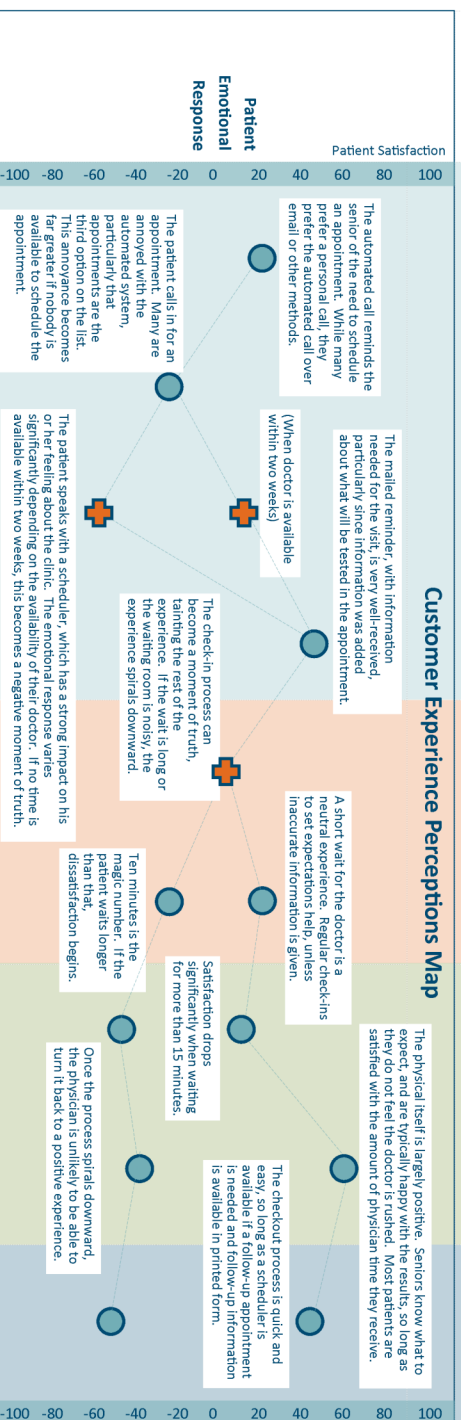 Customer Experience Perceptions Map
Patient Satisfaction
Patient
Emotional
Response
100
80
60
40
20
0
-20
-40
-60
-80
-100
The automated call reminds the
senior of the need to schedule
an appointment. While many
prefer a personal call, they
prefer the automated call over
email or other methods.
The patient calls in for an
appointment. Many are
annoyed with the
automated system,
particularly that
appointments are the
third option on the list.
This annoyance becomes
far greater if nobody is
available to schedule the
appointment.
(When doctor is available
within two weeks)
The patient speaks with a scheduler, which has a strong impact on his
or her feeling about the clinic. The emotional response varies
significantly depending on the availability of their doctor. If no time is
available within two weeks, this becomes a negative moment of truth.
The mailed reminder, with information
needed for the visit, is very well-received,
particularly since information was added
about what will be tested in the appointment.
The check-in process can
become a moment of truth,
tainting the rest of the
experience. If the wait is long or
the waiting room is noisy, the
experience spirals downward.
A short wait for the doctor is a
neutral experience. Regular check-ins
to set expectations help, unless
inaccurate information is given.
Ten minutes is the
magic number. If the
patient waits longer
than that,
dissatisfaction begins.
Satisfaction drops
significantly when waiting
for more than 15 minutes.
The physical itself is largely positive. Seniors know what to
expect, and are typically happy with the results, so long as
they do not feel the doctor is rushed. Most patients are
satisfied with the amount of physician time they receive.
Once the process spirals downward,
the physician is unlikely to be able to
turn it back to a positive experience.
The checkout process is quick and
easy, so long as a scheduler is
available if a follow-up appointment
is needed and follow-up information
is available in printed form.
100
80
60
40
20
0
-20
-40
-60
-80
-100